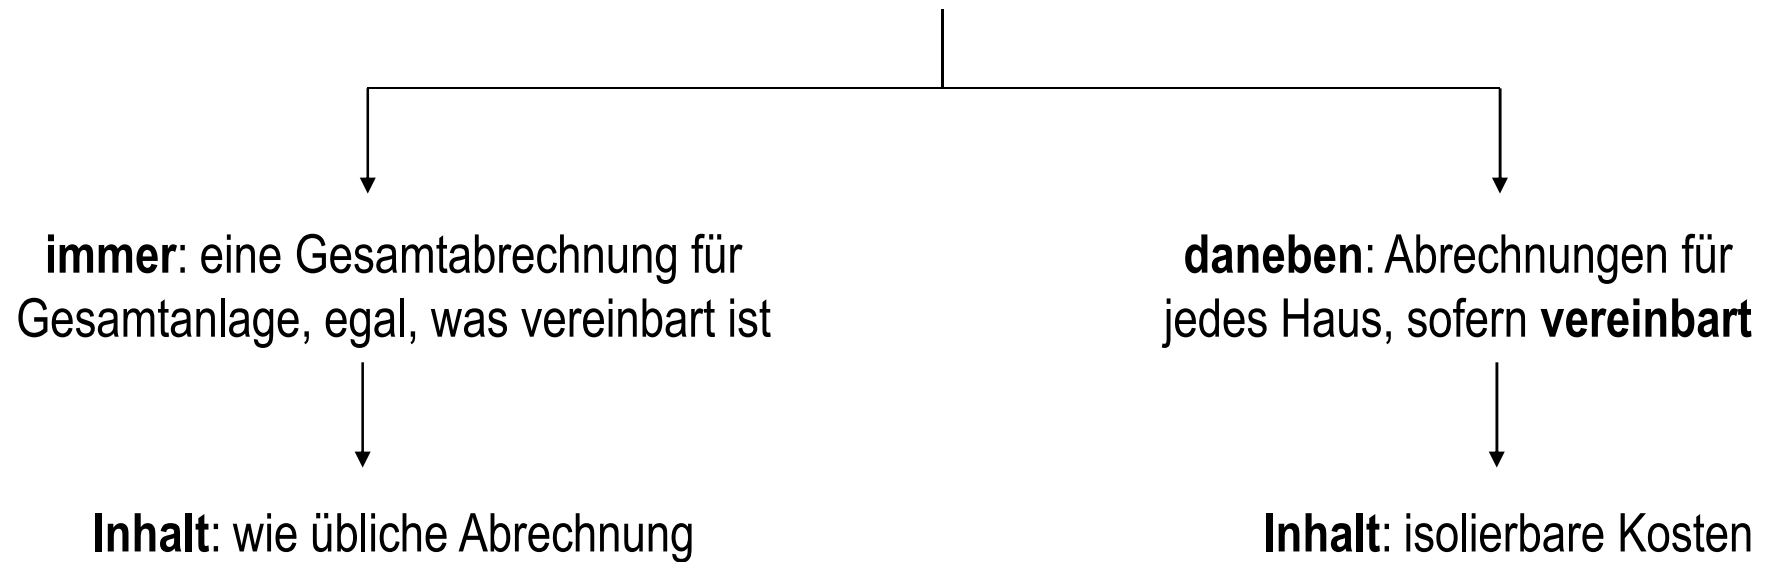 immer: eine Gesamtabrechnung für
Gesamtanlage, egal, was vereinbart ist
Inhalt: wie übliche Abrechnung
daneben: Abrechnungen für
jedes Haus, sofern vereinbart
Inhalt: isolierbare Kosten